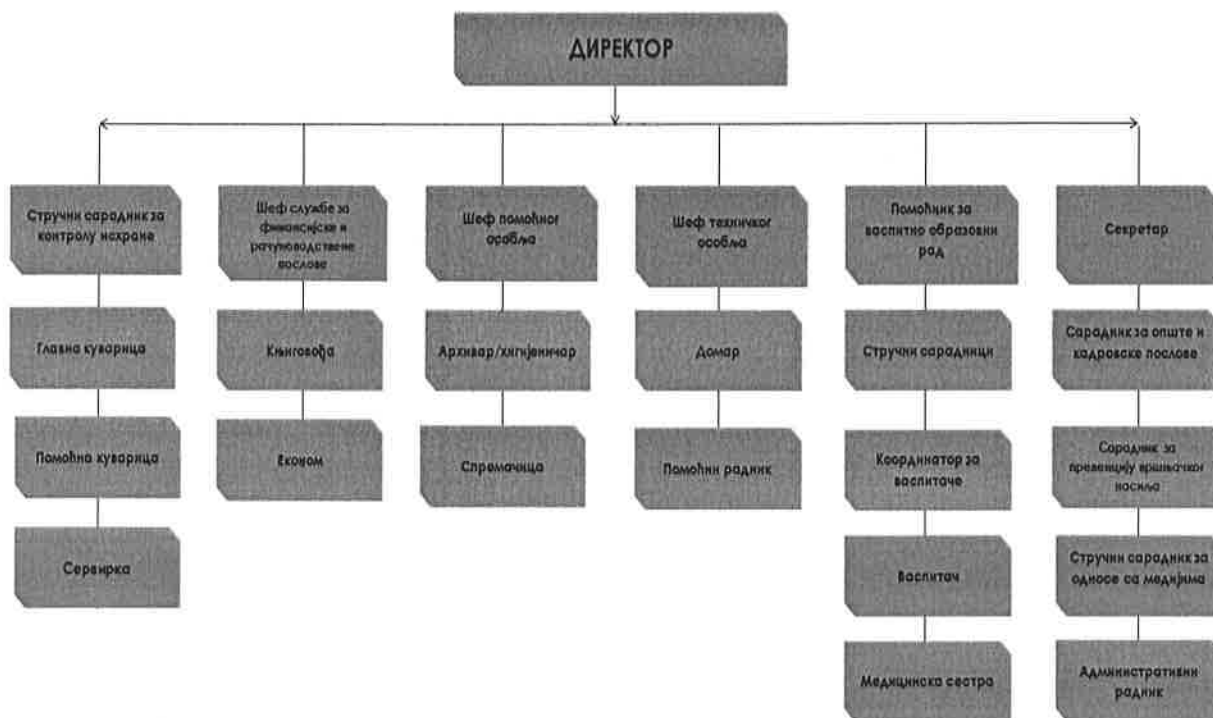 ДИРЕКТОР
Стручни сарадник за
контролу исхране
Шеф службе за
финансијске и
рачуноводствене
послове
Шеф помоћног
особља
Шеф техничког
особља
Помоћник за
васпитно образовни
рад
Секретар
Главна куварица
Књиговођа
Архивар/хигијеничар
Домар
Стручни сарадници
Сарадник за опште и
кадровске послове
Помоћна куварица
Економ
Спремачица
Помоћни радник
Координатор за
васпитаче
Сарадник за
превенцију вршњачког
насиља
Сервирка
Васпитач
Стручни сарадник за
односе са медијима
Медицинска сестра
Административни
радник